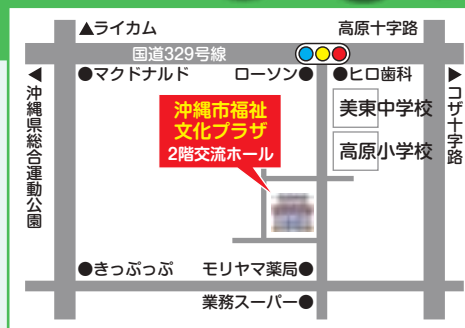 ▲ライカム
高原十字路
国道329号線
●マクドナルド
ローソン●
●ヒロ歯科
◀沖縄県総合運動公園
▶コザ十字路
沖縄市福祉
文化プラザ
2階交流ホール
美東中学校
高原小学校
●きっぷっぷ
モリヤマ薬局●
業務スーパー●